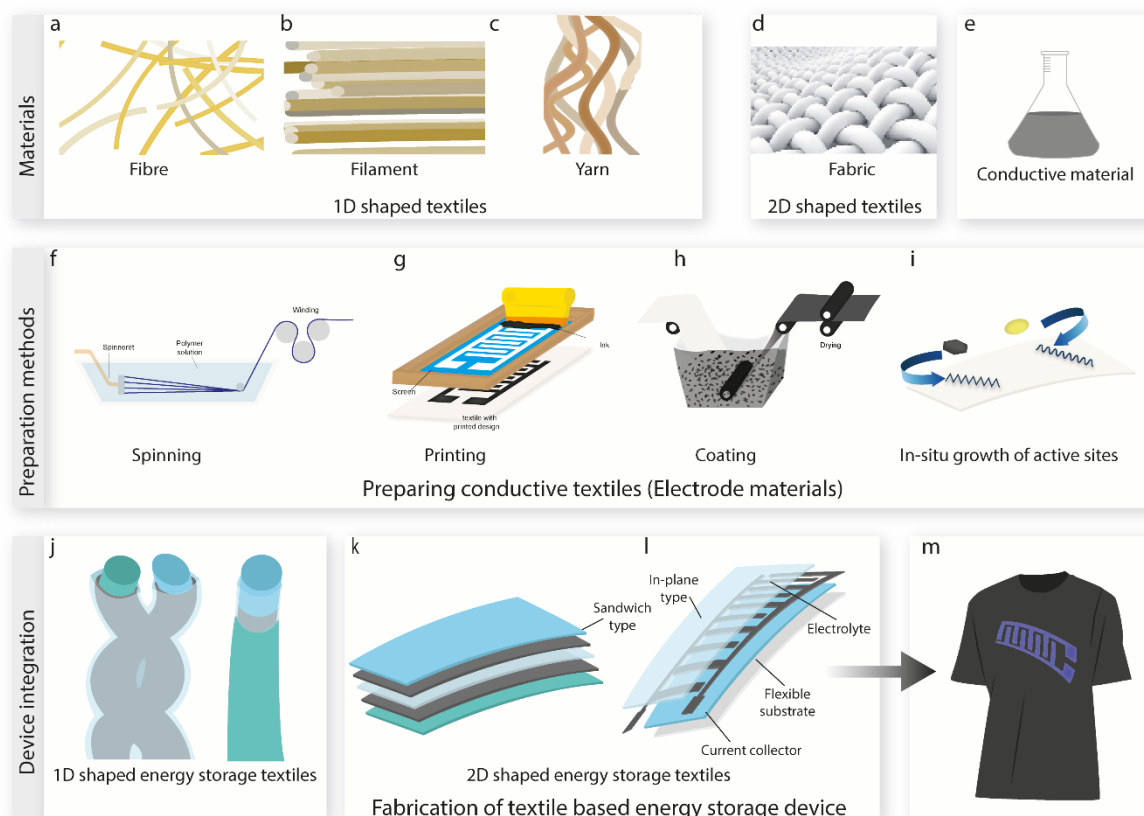 Materials
a
b
c
d
e
Fibre
Filament
Yarn
Fabric
Conductive material
1D shaped textiles
2D shaped textiles
Preparation methods
f
g
h
i
Spinneret
Polymer
solution
Winding
Ink
Screen
textile with
printed design
Drying
Spinning
Printing
Coating
In-situ growth of active sites
Preparing conductive textiles (Electrode materials)
Device integration
j
k
l
m
Sandwich
type
In-plane
type
Electrolyte
Flexible
substrate
Current collector
1D shaped energy storage textiles
2D shaped energy storage textiles
Fabrication of textile based energy storage device